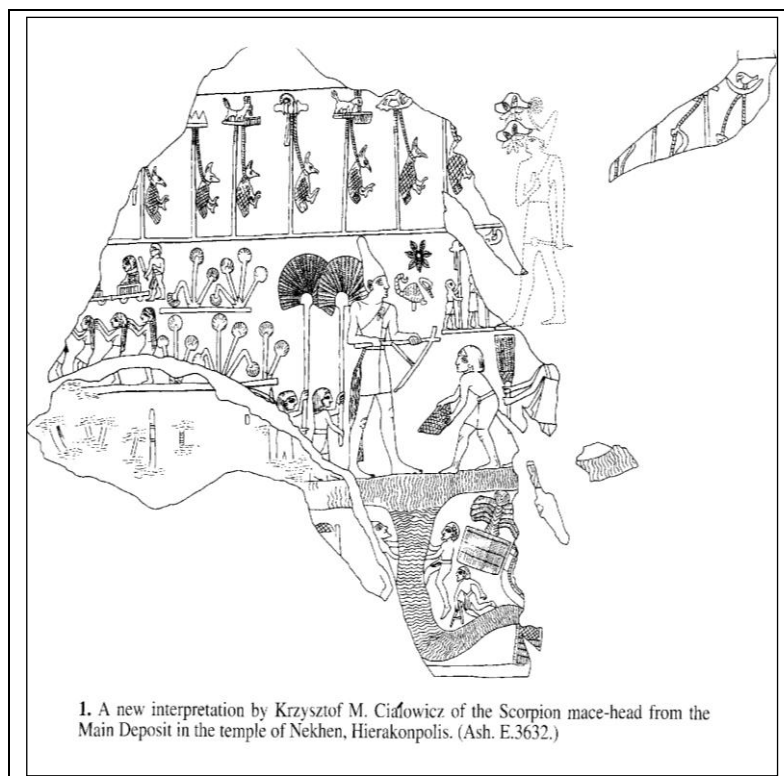 1. A new interpretation by Krzysztof M. Ciałowicz of the Scorpion mace-head from the
Main Deposit in the temple of Nekhen, Hierakonpolis. (Ash. E.3632.)